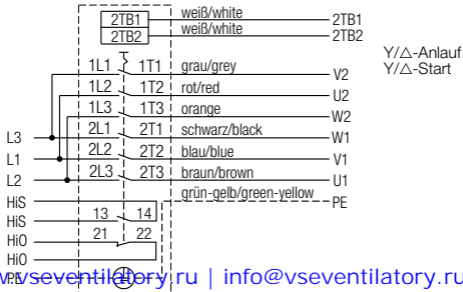 2TB1 weiß/white 2TB1
2TB2 weiß/white 2TB2
Y/△-Anlauf
Y/△-Start
1L1 1T1 grau/grey V2
1L2 1T2 rot/red U2
1L3 1T3 orange W2
L3 2L1 2T1 schwarz/black W1
L1 2L2 2T2 blau/blue V1
L2 2L3 2T3 braun/brown U1
grün-gelb/green-yellow PE
HiS
HiS 13 14
HiO 21 22
HiO
PE
vseventilatory.ru | info@vseventilatory.ru